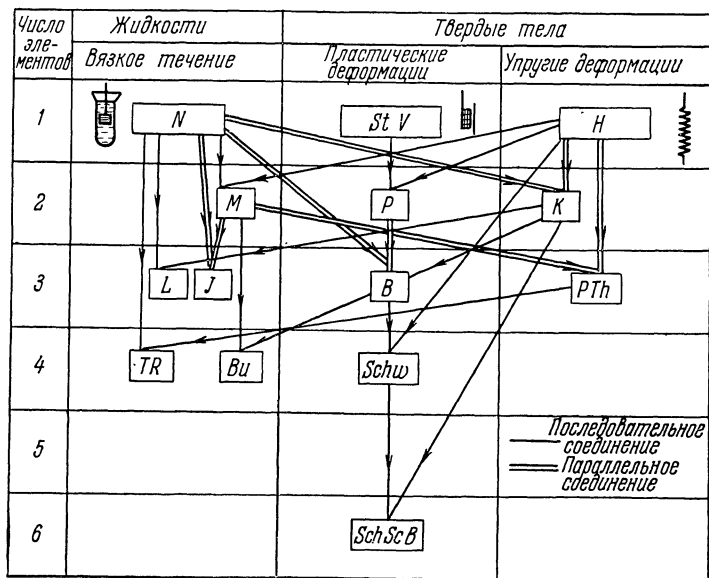 Число
эле-
ментов
Жидкости
Твердые тела
Вязкое течение
Пластические
деформации
Упругие деформации
1
N
St V
H
2
M
P
K
3
L
J
B
PTh
4
TR
Bu
Schw
5
Последовательное
соединение
Параллельное
соединение
6
SchScB